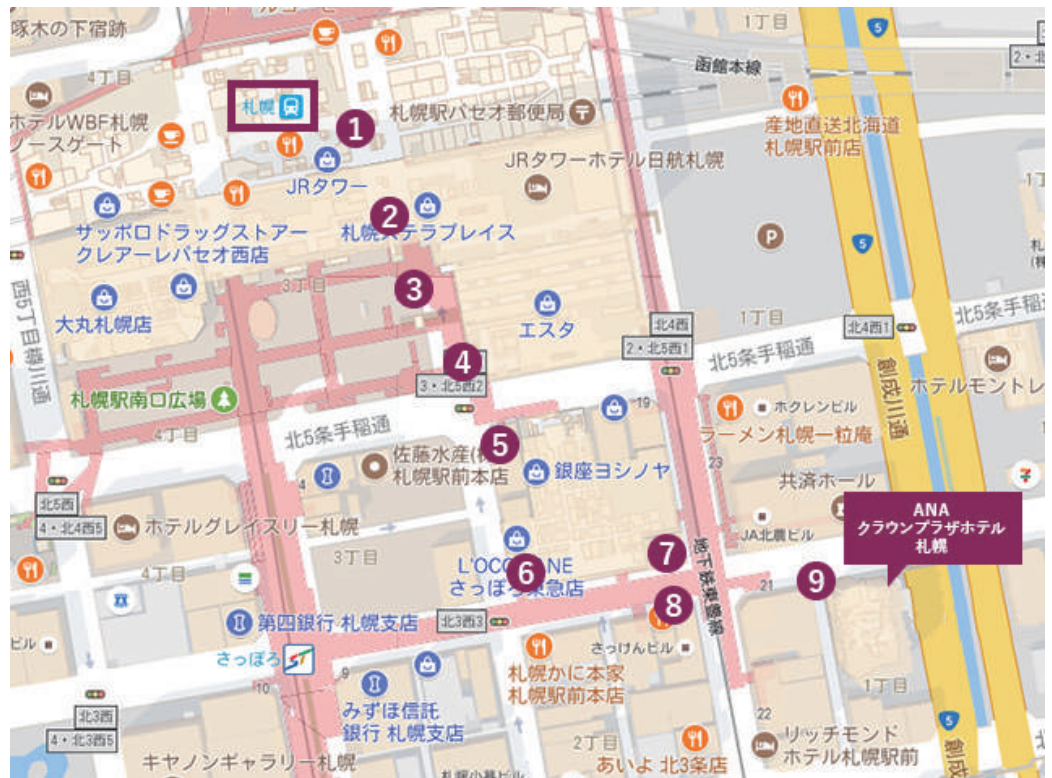 啄木の下宿跡
1丁目
5
函館本線
4丁目
札幌
ホテルWBF札幌
ノースゲート
1
札幌駅パセオ郵便局
産地直送北海道
札幌駅前店
JRタワーホテル日航札幌
JRタワー
2
サッポロドラッグストアー
クレアーレパセオ西店
P
5
3丁目
3
大丸札幌店
西5丁目樽川通
エスタ
1丁目
北4西
2・北5西1
北4西1
北5条手稲通
北5条手稲通
4
3・北5西2
札幌駅南口広場
創成川通
19
ホクレンビル
ラーメン札幌一粒庵
4丁目
北5条手稲通
5
佐藤水産
札幌駅前本店
銀座ヨシノヤ
4
23
共済ホール
北5西
4・北4西5
ホテルグレイスリー札幌
ANA
クラウンプラザホテル
札幌
JA北農ビル
3丁目
4丁目
6
さっぽろ東急店
7
地下鉄東豊線
9
21
8
第四銀行 札幌支店
北3西3
さっぽろ
さっけんビル
札幌かに本家
札幌駅前本店
9
10
1丁目
みずほ信託
銀行 札幌支店
北3西
4・北3西5
22
リッチモンド
ホテル札幌駅前
5
2丁目
あいよ 北3条店
キヤノンギャラリー札幌